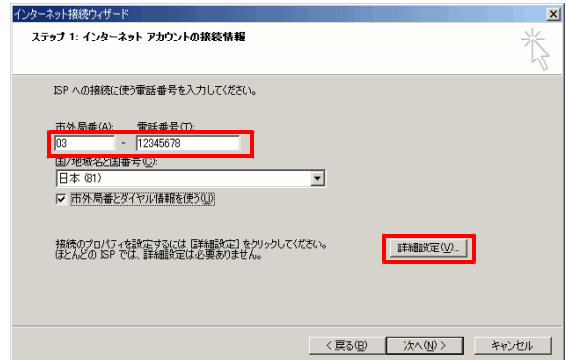 インターネット接続ウィザード
ステップ 1: インターネット アカウントの接続情報
ISP への接続に使う電話番号を入力してください。
市外局番(A): 電話番号(T):
03 - 12345678
国/地域名と国番号(C):
日本 (81)
市外局番とダイヤル情報を使う(U)
接続のプロパティを設定するには [詳細設定] をクリックしてください。
ほとんどの ISP では、詳細設定は必要ありません。
詳細設定(V)...
< 戻る(B) 次へ(N) > キャンセル